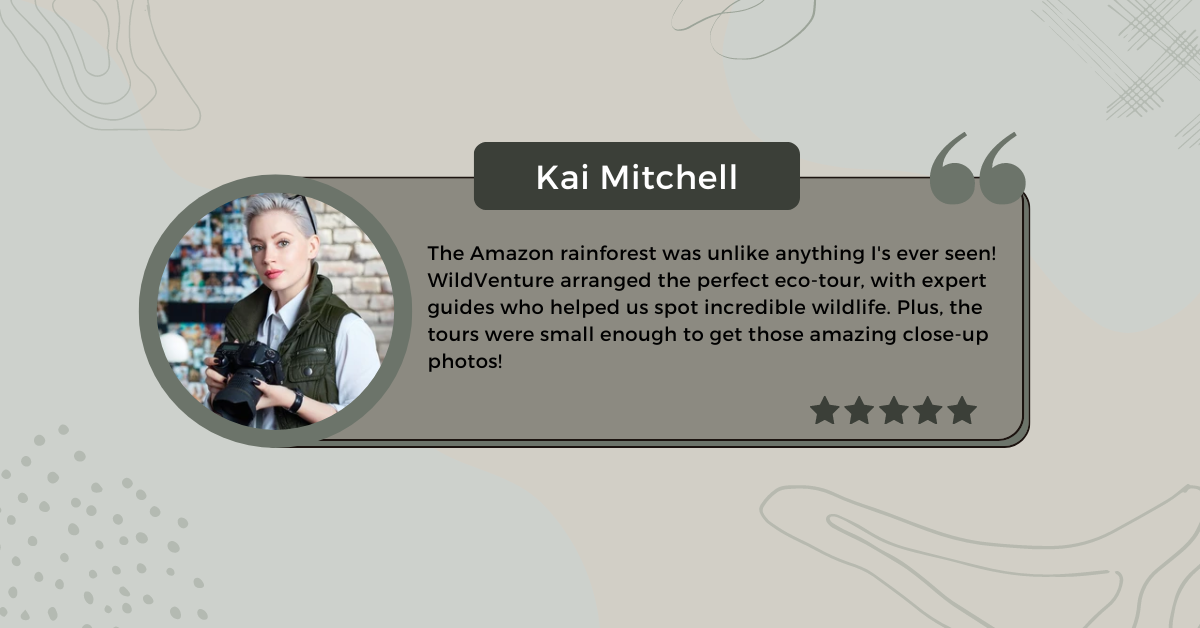 Kai Mitchell
The Amazon rainforest was unlike anything I's ever seen!
WildVenture arranged the perfect eco-tour, with expert
guides who helped us spot incredible wildlife. Plus, the
tours were small enough to get those amazing close-up
photos!